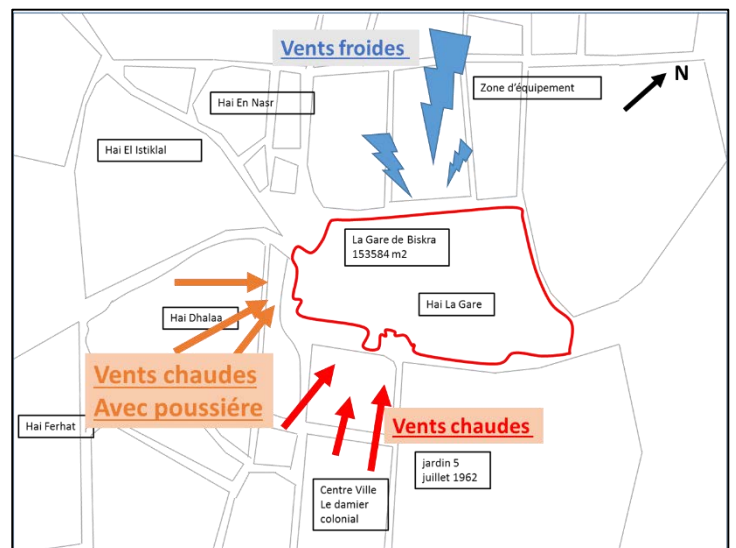 Vents froides
N
Zone d'équipement
Hai En Nasr
Hai El Istiklal
La Gare de Biskra
153584 m2
Hai La Gare
Hai Dhalaa
Vents chaudes
Avec poussiére
Hai Ferhat
Vents chaudes
jardin 5
juillet 1962
Centre Ville
Le damier
colonial